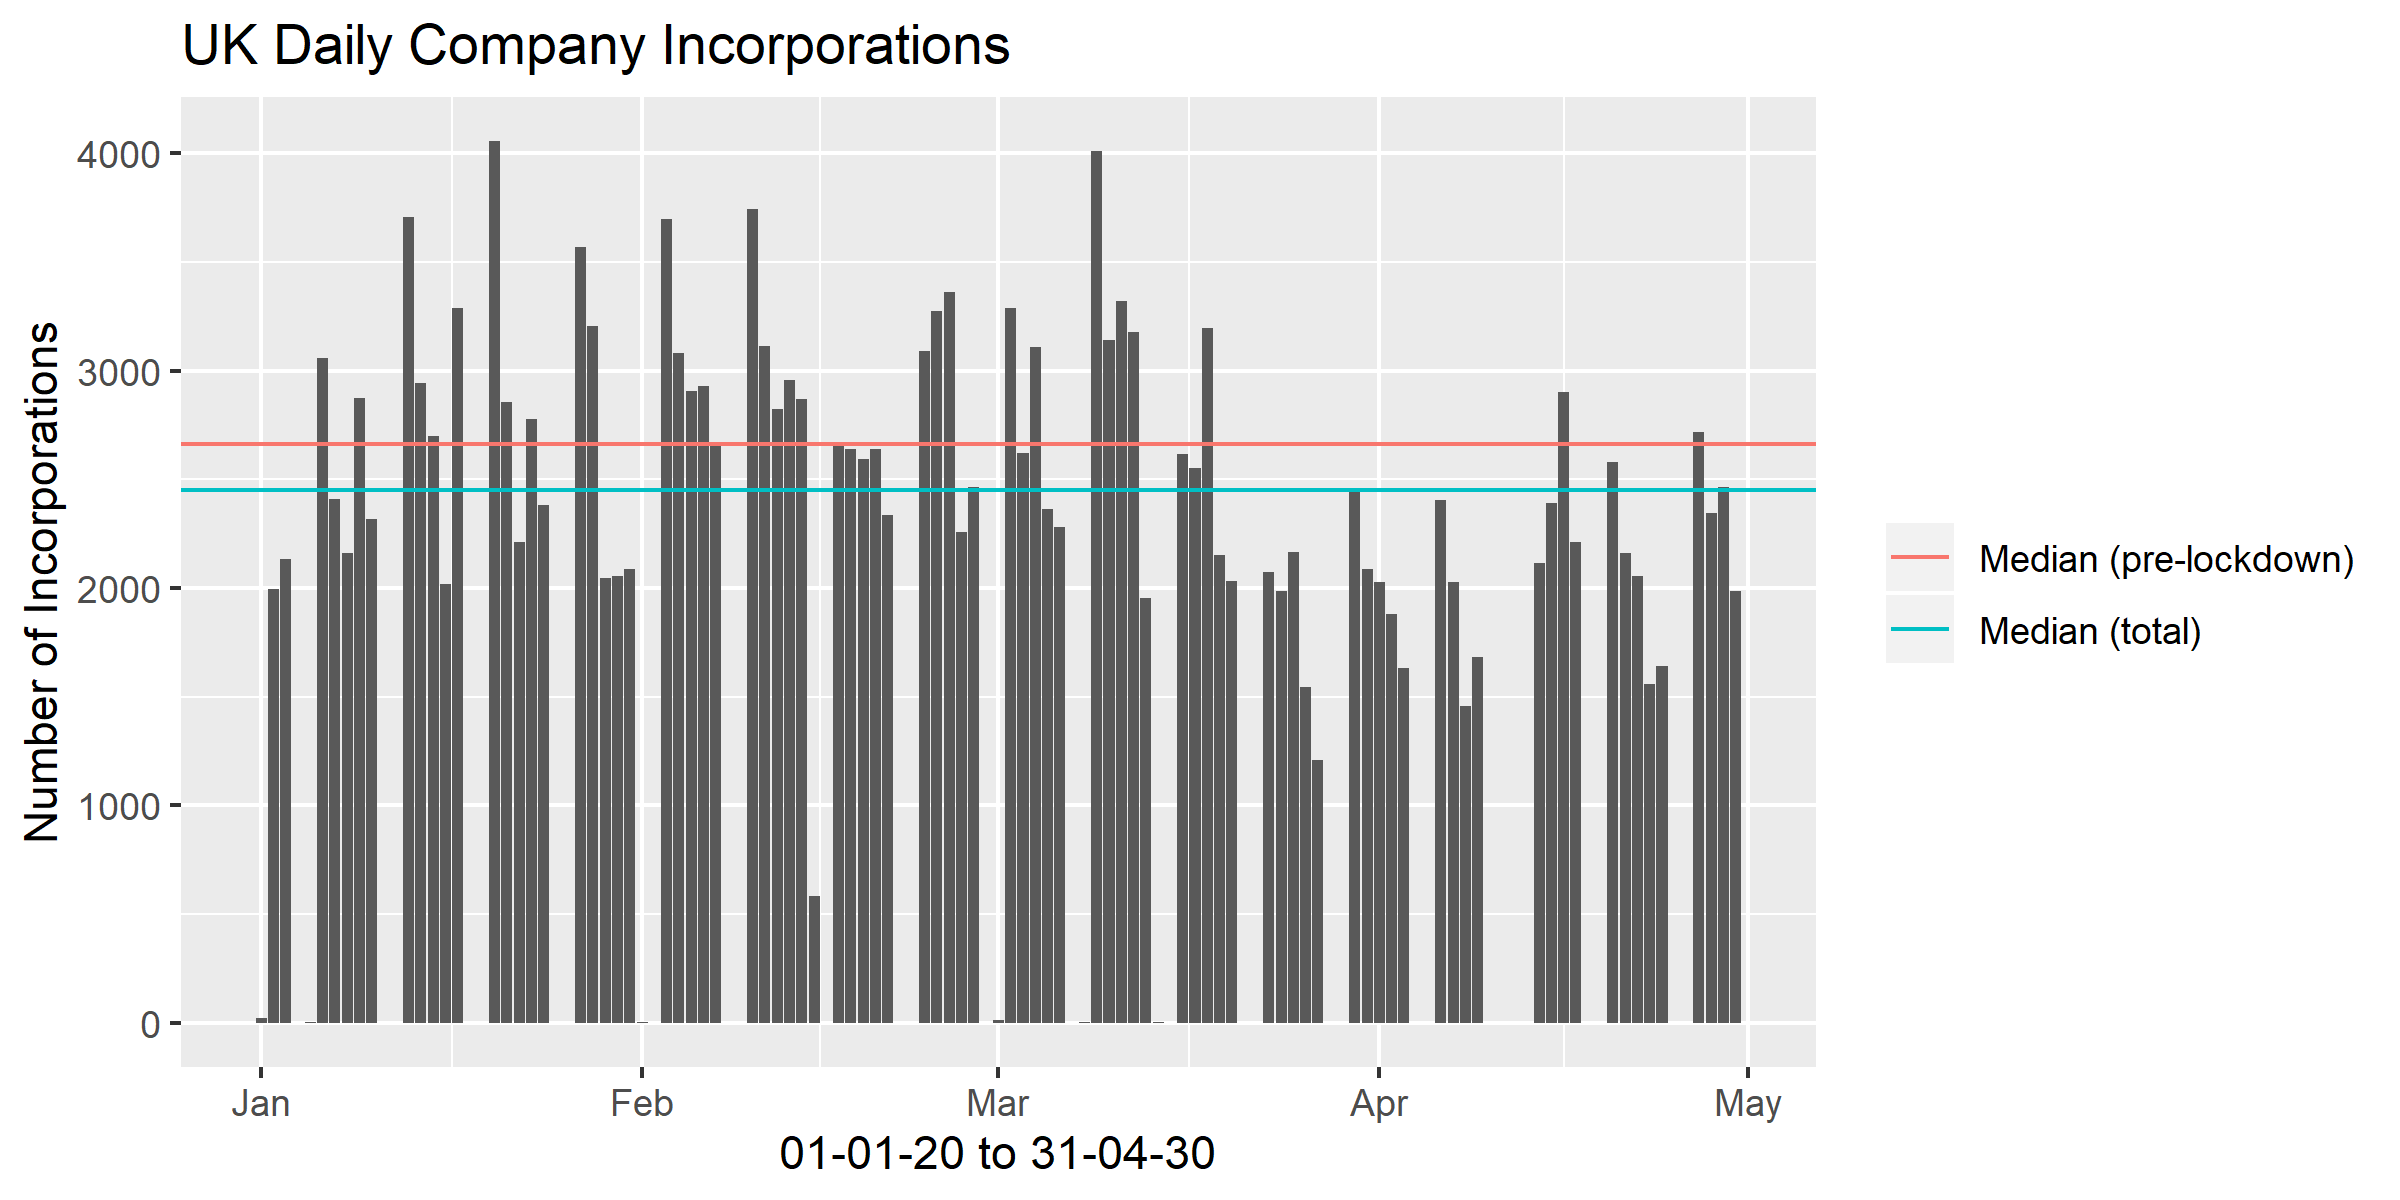 UK Daily Company Incorporations
Number of Incorporations
4000
3000
2000
1000
0
Jan Feb Mar Apr May
01-01-20 to 31-04-30
Median (pre-lockdown)
Median (total)